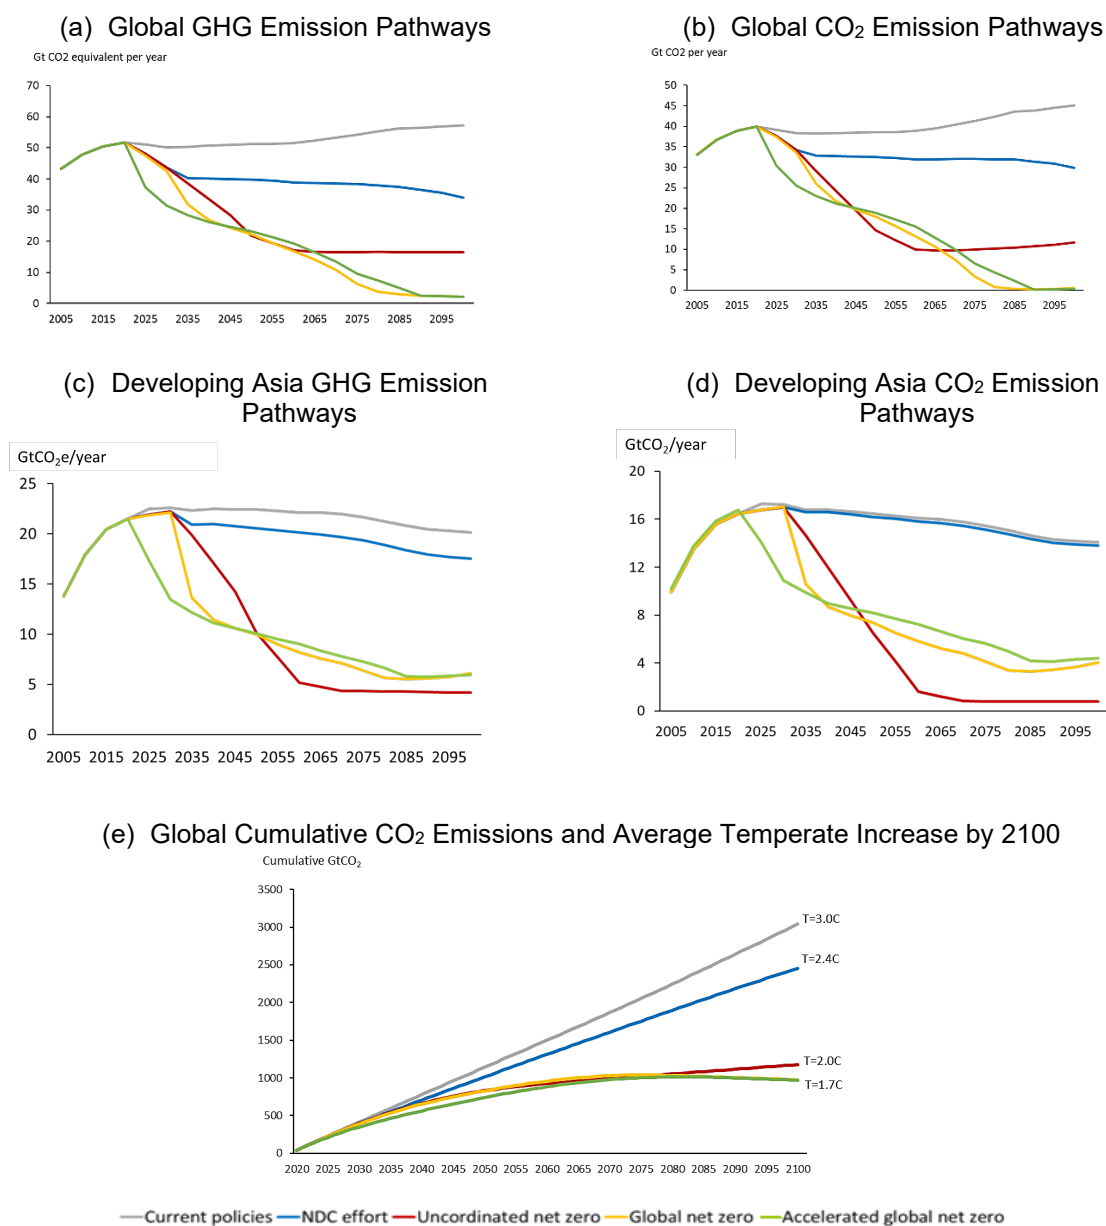 (a) Global GHG Emission Pathways
Gt CO2 equivalent per year
70
60
50
40
30
20
10
0
2005 2015 2025 2035 2045 2055 2065 2075 2085 2095
(b) Global CO₂ Emission Pathways
Gt CO2 per year
50
45
40
35
30
25
20
15
10
5
0
2005 2015 2025 2035 2045 2055 2065 2075 2085 2095
(c) Developing Asia GHG Emission
Pathways
GtCO₂e/year
25
20
15
10
5
0
2005 2015 2025 2035 2045 2055 2065 2075 2085 2095
(d) Developing Asia CO₂ Emission
Pathways
GtCO₂/year
20
16
12
8
4
0
2005 2015 2025 2035 2045 2055 2065 2075 2085 2095
(e) Global Cumulative CO₂ Emissions and Average Temperate Increase by 2100
Cumulative GtCO₂
3500
3000
2500
2000
1500
1000
500
0
T=3.0C
T=2.4C
T=2.0C
T=1.7C
2020 2025 2030 2035 2040 2045 2050 2055 2060 2065 2070 2075 2080 2085 2090 2095 2100
Current policies NDC effort Uncordinated net zero Global net zero Accelerated global net zero